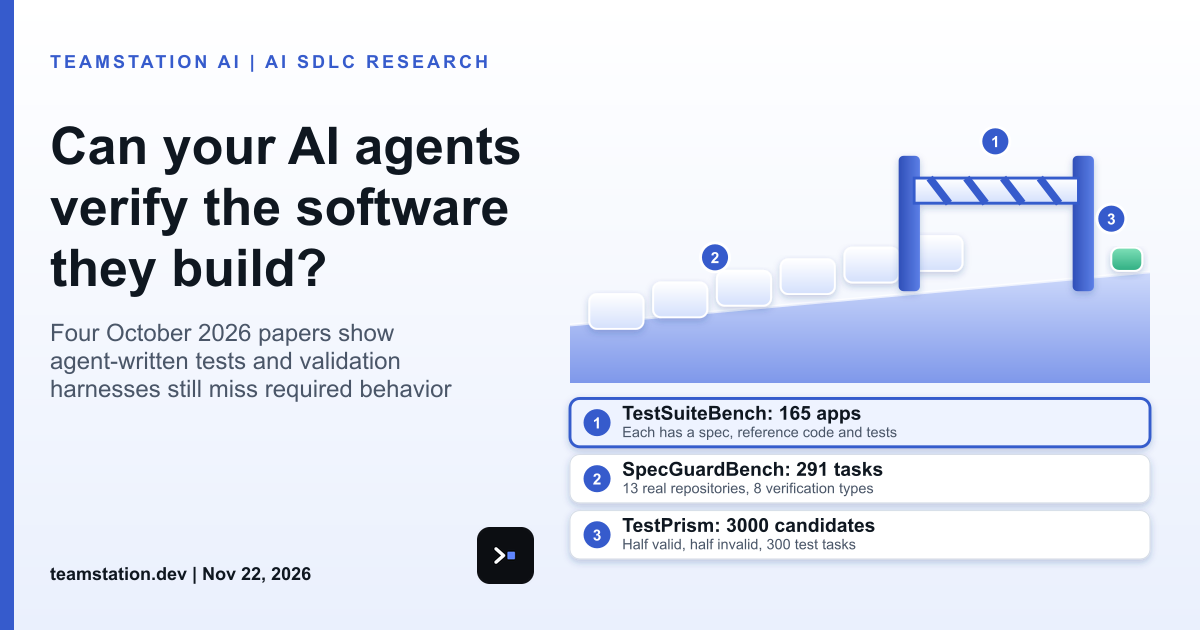 TEAMSTATION AI | AI SDLC RESEARCH
Can your AI agents
verify the software
they build?
Four October 2026 papers show
agent-written tests and validation
harnesses still miss required behavior
teamstation.dev | Nov 22, 2026
1
2
3
1
TestSuiteBench: 165 apps
Each has a spec, reference code and tests
2
SpecGuardBench: 291 tasks
13 real repositories, 8 verification types
3
TestPrism: 3000 candidates
Half valid, half invalid, 300 test tasks